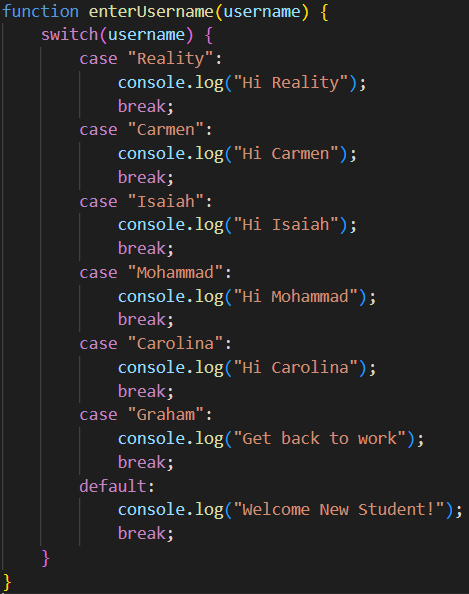 function enterUsername(username) {
    switch(username) {
        case "Reality":
            console.log("Hi Reality");
            break;
        case "Carmen":
            console.log("Hi Carmen");
            break;
        case "Isaiah":
            console.log("Hi Isaiah");
            break;
        case "Mohammad":
            console.log("Hi Mohammad");
            break;
        case "Carolina":
            console.log("Hi Carolina");
            break;
        case "Graham":
            console.log("Get back to work");
            break;
        default:
            console.log("Welcome New Student!");
            break;
    }
}